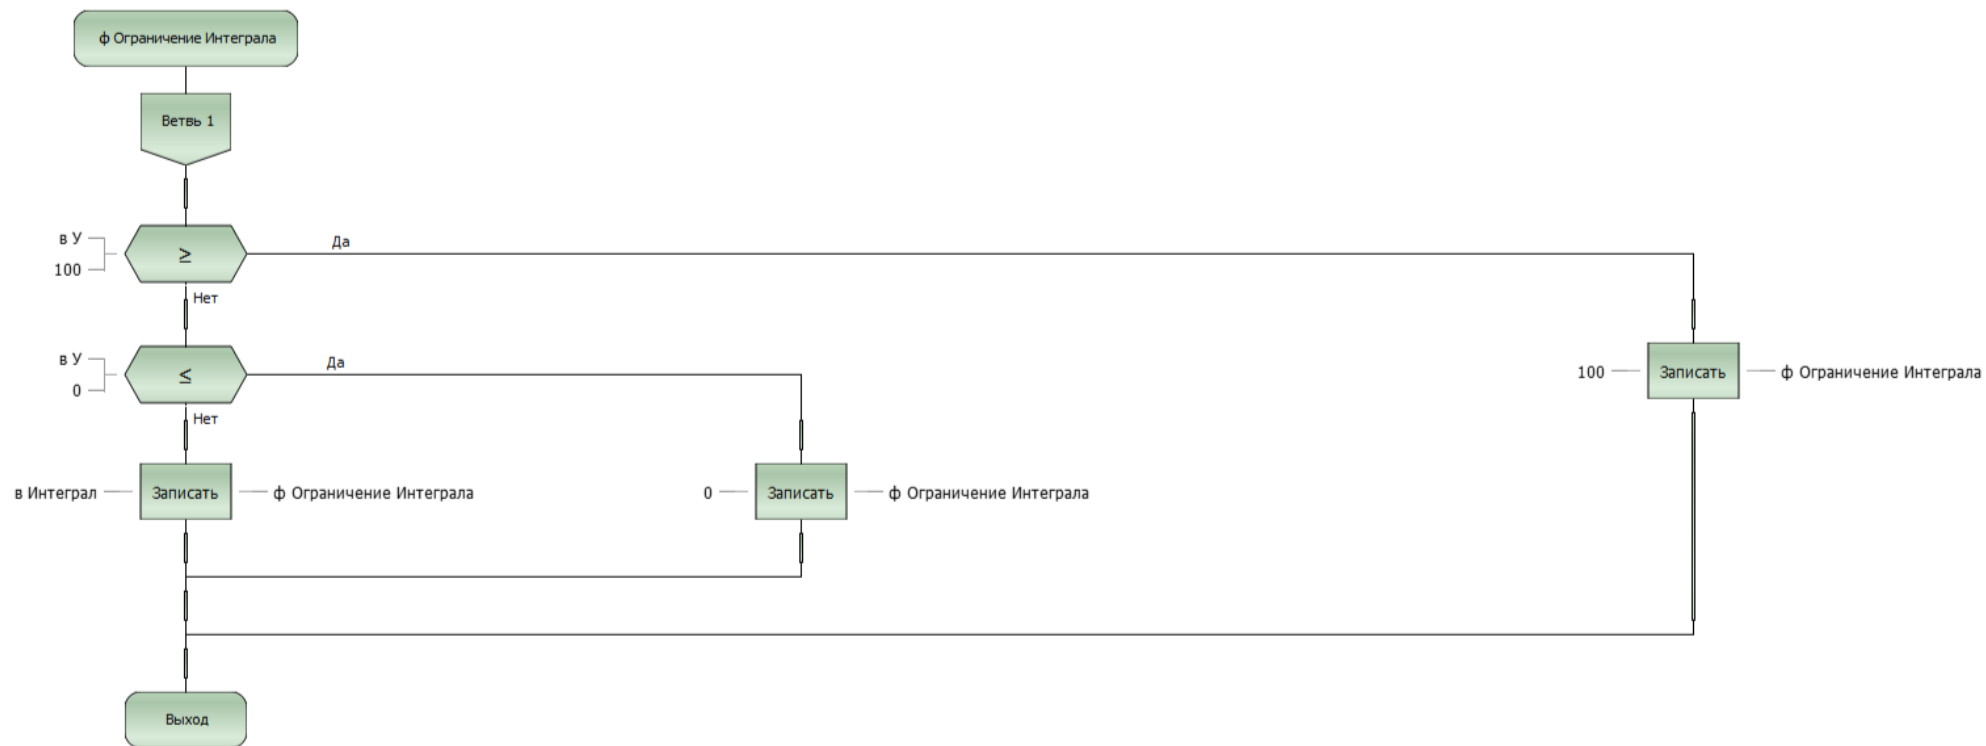 ф Ограничение Интеграла
Ветвь 1
в У
100
≥
Да
Нет
в У
0
≤
Да
Нет
100
Записать
ф Ограничение Интеграла
в Интеграл
Записать
ф Ограничение Интеграла
0
Записать
ф Ограничение Интеграла
Выход